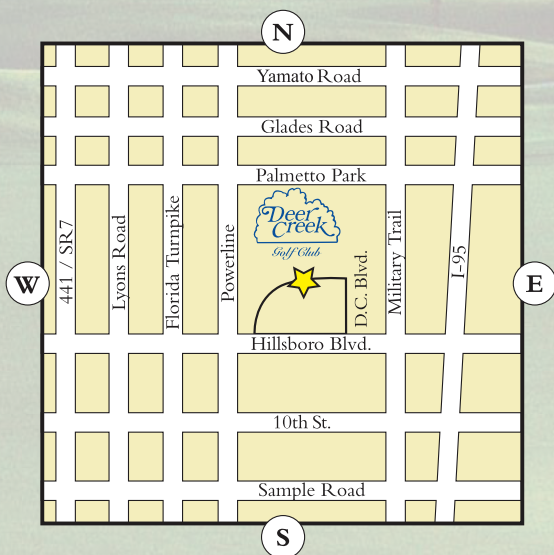 N
Yamato Road
Glades Road
Palmetto Park
Deer
Creek
Golf Club
441 / SR7
Lyons Road
Florida Turnpike
Powerline
D.C. Blvd.
Military Trail
I-95
W
E
Hillsboro Blvd.
10th St.
Sample Road
S